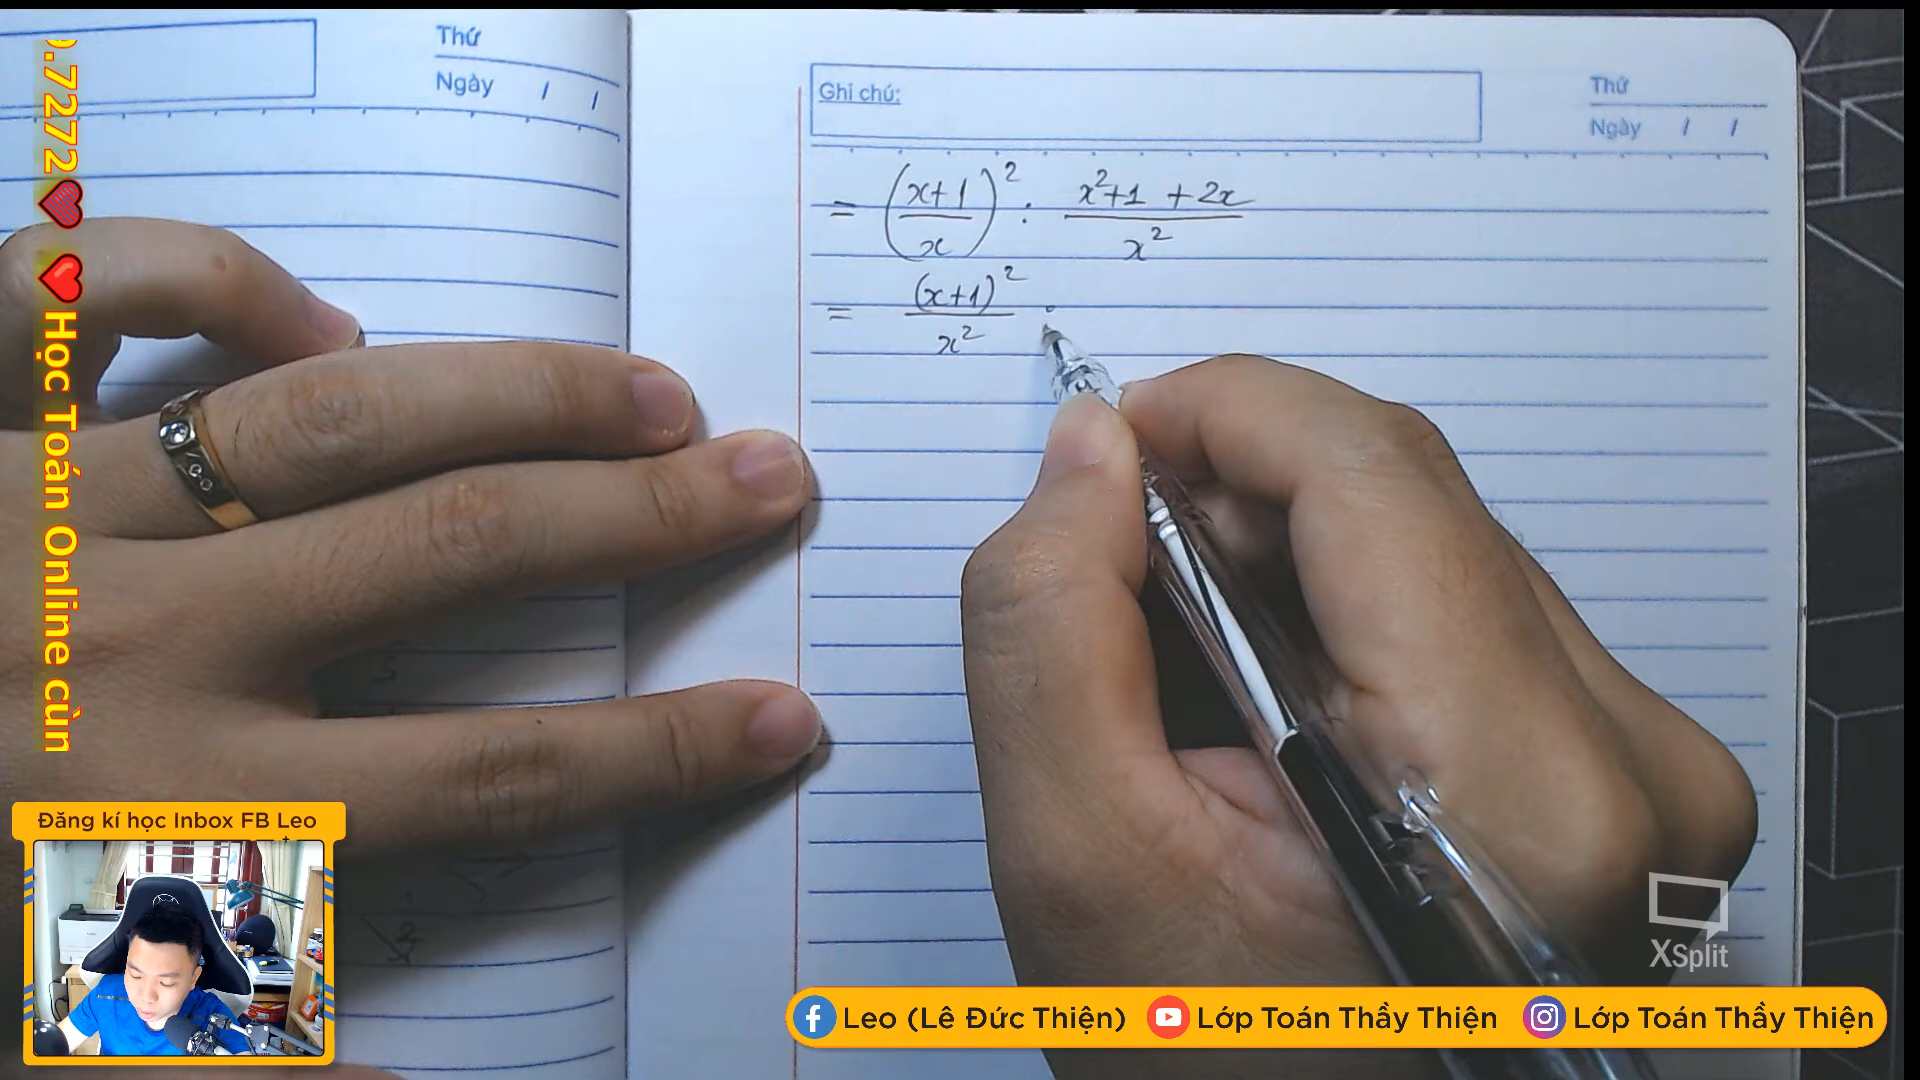 Thứ
Ngày / /
Ghi chú:
Thứ
Ngày / /
= (x+1/x)² : x²+1 +2x/x²
= (x+1)²/x² :
.7272❤ ❤Học Toán Online cùn
Đăng kí học Inbox FB Leo
XSplit
Leo (Lê Đức Thiện) Lớp Toán Thầy Thiện Lớp Toán Thầy Thiện